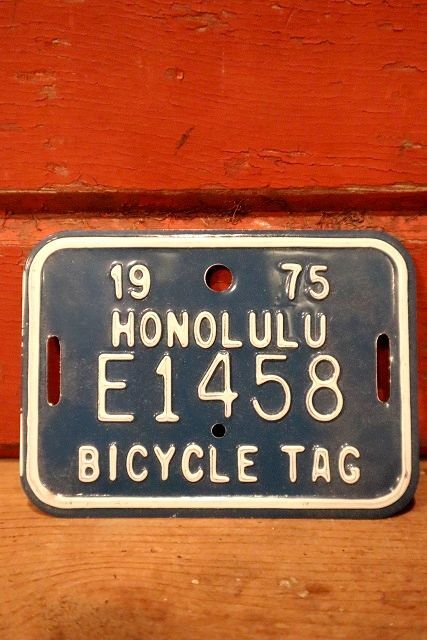 19 75
HONOLULU
E1458
BICYCLE TAG